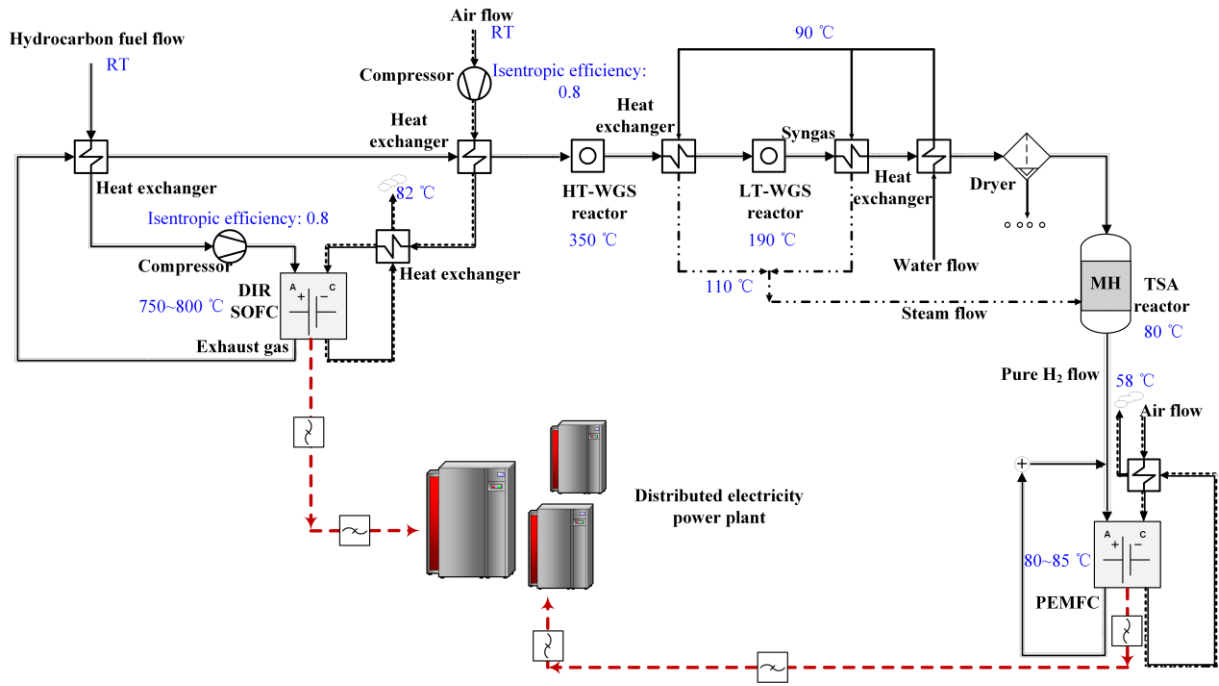 Air flow
RT
Hydrocarbon fuel flow
RT
90 ℃
Compressor
Isentropic efficiency:
0.8
Heat
exchanger
Heat
exchanger
Syngas
Heat exchanger
HT-WGS
reactor
350 ℃
LT-WGS
reactor
190 ℃
Heat
exchanger
Dryer
82 ℃
Isentropic efficiency: 0.8
Compressor
Heat exchanger
Water flow
750~800 ℃
DIR
SOFC
A
+
C
−
Exhaust gas
110 ℃
Steam flow
MH
TSA
reactor
80 ℃
Pure H₂ flow
58 ℃
Air flow
+
Distributed electricity
power plant
80~85 ℃
A
+
C
−
PEMFC